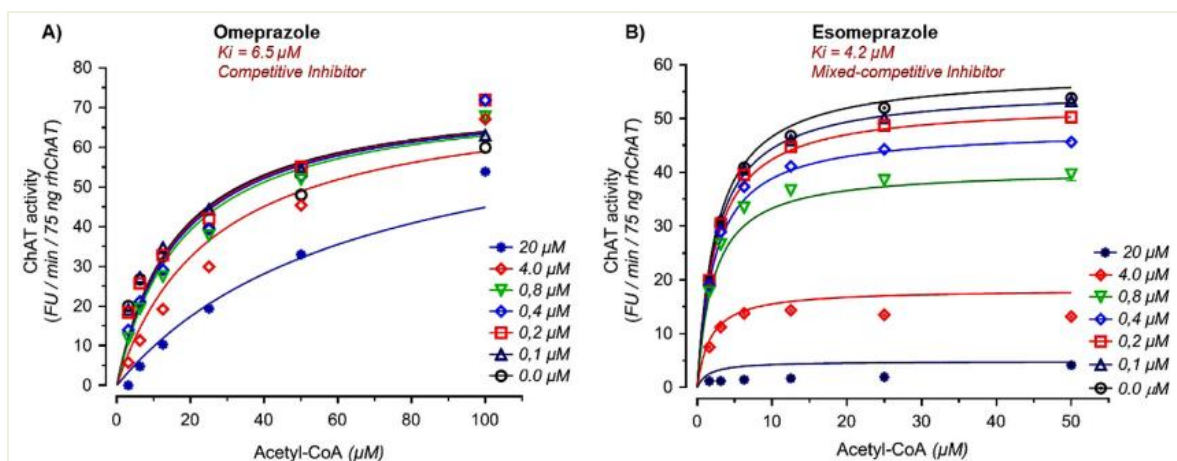 A)
Omeprazole
Ki = 6.5 µM
Competitive Inhibitor
ChAT activity
(FU / min / 75 ng rhChAT)
80
70
60
50
40
30
20
10
0
20 µM
4.0 µM
0,8 µM
0,4 µM
0,2 µM
0,1 µM
0.0 µM
0 20 40 60 80 100
Acetyl-CoA (µM)
B)
Esomeprazole
Ki = 4.2 µM
Mixed-competitive Inhibitor
ChAT activity
(FU / min / 75 ng rhChAT)
60
50
40
30
20
10
0
20 µM
4.0 µM
0,8 µM
0,4 µM
0,2 µM
0,1 µM
0.0 µM
0 10 20 30 40 50
Acetyl-CoA (µM)